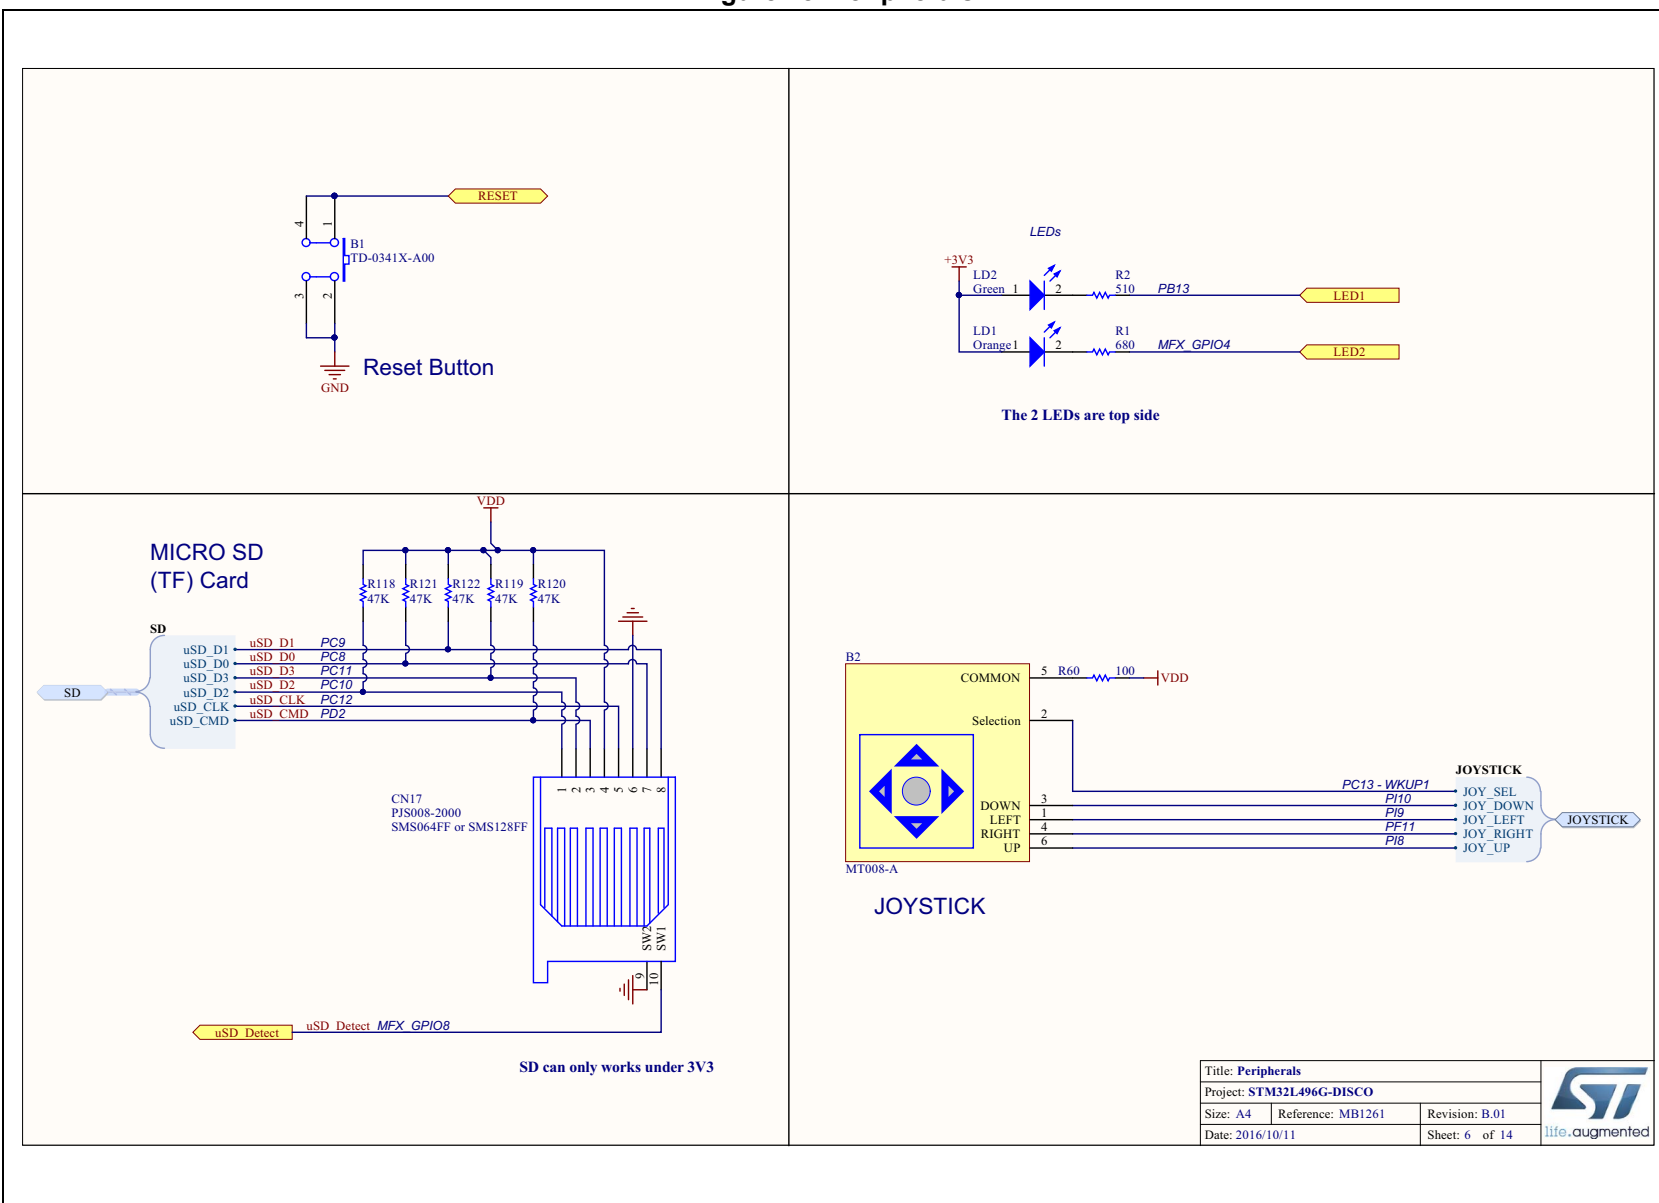 RESET
4
1
B1
TD-0341X-A00
3
2
Reset Button
GND
LEDs
+3V3
LD2
Green 1
2
R2
510
PB13
LED1
LD1
Orange 1
2
R1
680
MFX_GPIO4
LED2
The 2 LEDs are top side
VDD
MICRO SD
(TF) Card
R118
47K
R121
47K
R122
47K
R119
47K
R120
47K
SD
SD
uSD_D1 uSD_D1 PC9
uSD_D0 uSD_D0 PC8
uSD_D3 uSD_D3 PC11
uSD_D2 uSD_D2 PC10
uSD_CLK uSD_CLK PC12
uSD_CMD uSD_CMD PD2
CN17
PJS008-2000
SMS064FF or SMS128FF
1 2 3 4 5 6 7 8
SW2
SW1
9
10
uSD_Detect
uSD_Detect MFX_GPIO8
SD can only works under 3V3
B2
COMMON 5 R60 100 VDD
Selection 2
DOWN 3
LEFT 1
RIGHT 4
UP 6
MT008-A
JOYSTICK
JOYSTICK
PC13 - WKUP1 JOY_SEL
PI10 JOY_DOWN
PI9 JOY_LEFT
PF11 JOY_RIGHT
PI8 JOY_UP
JOYSTICK
Title: Peripherals
Project: STM32L496G-DISCO
Size: A4 Reference: MB1261 Revision: B.01
Date: 2016/10/11 Sheet: 6 of 14
ST
life.augmented